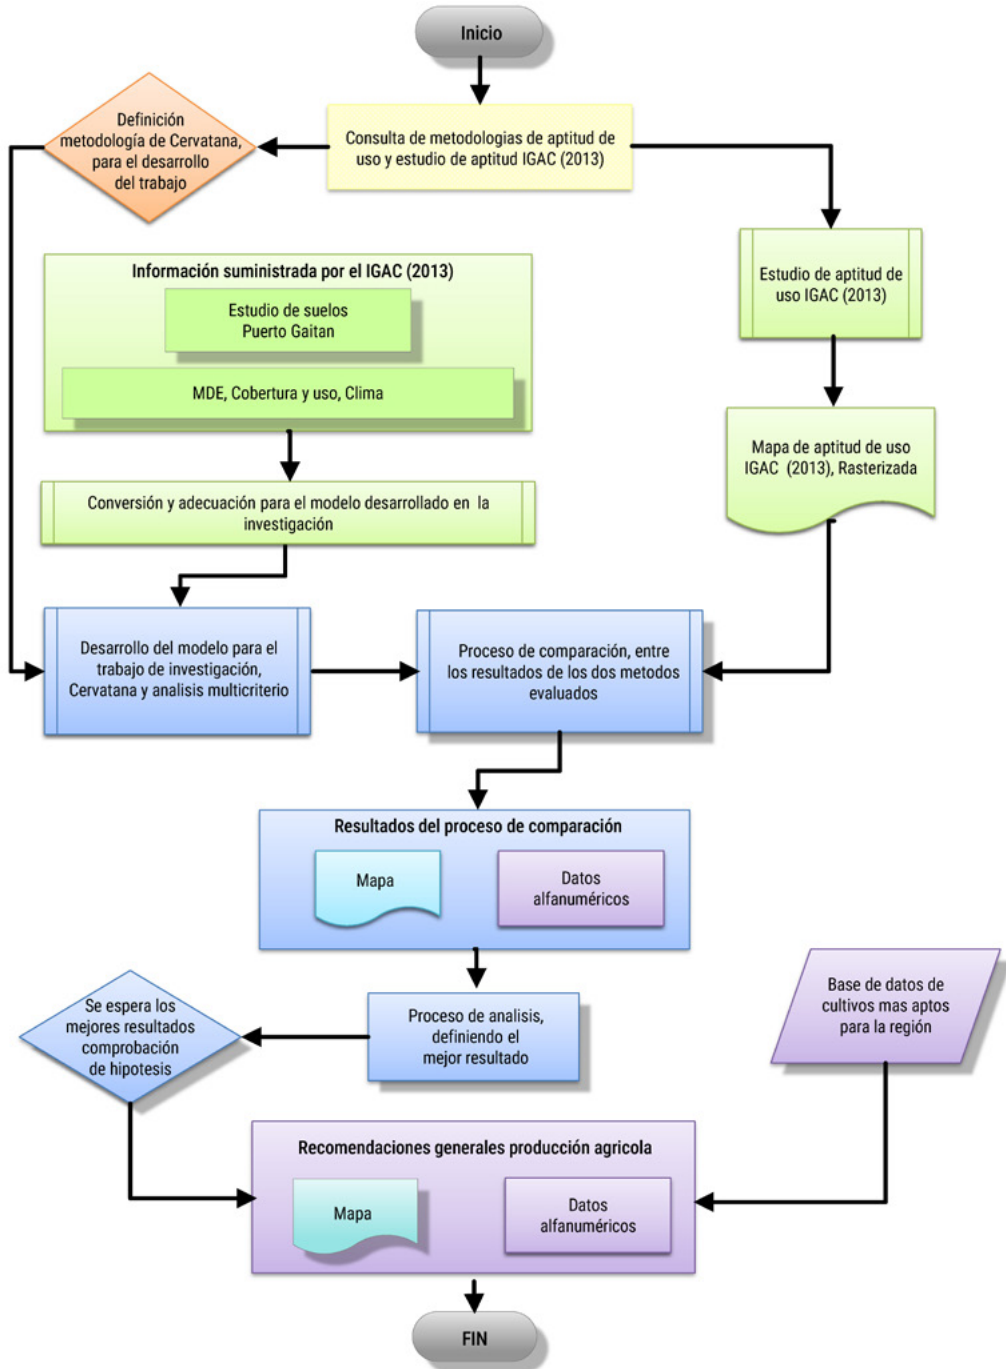 Inicio
Consulta de metodologias de aptitud de
uso y estudio de aptitud IGAC (2013)
Definición
metodología de Cervatana,
para el desarrollo
del trabajo
Estudio de aptitud de
uso IGAC (2013)
Información suministrada por el IGAC (2013)
Estudio de suelos
Puerto Gaitan
MDE, Cobertura y uso, Clima
Mapa de aptitud de uso
IGAC (2013), Rasterizada
Conversión y adecuación para el modelo desarrollado en la
investigación
Desarrollo del modelo para el
trabajo de investigación,
Cervatana y analisis multicriterio
Proceso de comparación, entre
los resultados de los dos metodos
evaluados
Resultados del proceso de comparación
Mapa
Datos
alfanuméricos
Proceso de analisis,
definiendo el
mejor resultado
Se espera los
mejores resultados
comprobación
de hipotesis
Base de datos de
cultivos mas aptos
para la región
Recomendaciones generales producción agricola
Mapa
Datos
alfanuméricos
FIN